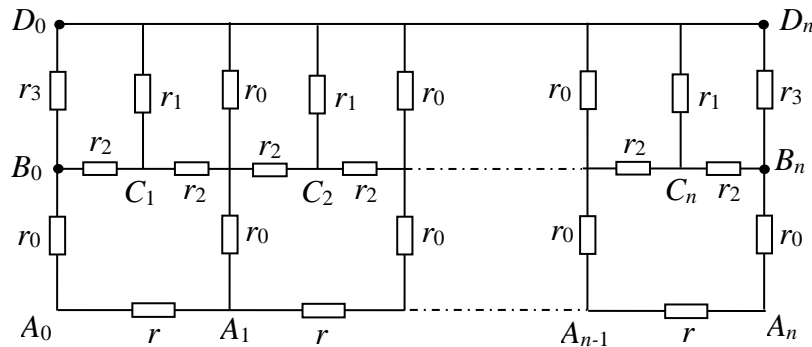 D₀ Dₙ
r₃ r₁ r₀ r₁ r₀ r₀ r₁ r₃
r₂ r₂ r₂
B₀ Bₙ
C₁ r₂ C₂ r₂ Cₙ r₂
r₀ r₀ r₀ r₀ r₀
A₀ r A₁ r Aₙ₋₁ r Aₙ